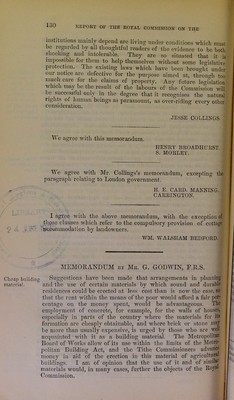 120 REPORT OF THE ROYAL COMMISSION ON THE
institutions mainly depend are living under conditions which must
be regarded by all thoughtful readers of the evidence to be both
shocking and intolerable. They are so situated that it is
impossible for them to help themselves without some legislative
protection. The existing laws which have been brought under
our notice are defective for the purpose aimed at, through too
much care for the claims of property. Any future legislation
which may be the result of the labours of the Commission will
be successful only in the degree that it recognises the natural
rights of human beings as paramount, as over-riding every other
consideration.
JESSE COLLINGS.
We agree with this memorandum.
HENRY BROADHURST.
S. MORLEY.
We agree with Mr. Collings's memorandum, excepting the
paragraph relating to London government.
H. E. CARD. MANNING.
CARRINGTON.
I agree with the above memorandum, with the exception of
those clauses which refer to the compulsory provision of cottage
accommodation by landowners.
WM. WALSHAM BEDFORD.
MEMORANDUM BY MR. G. GODWIN, F.R.S.
Cheap building
material.
Suggestions have been made that arrangements in planning
and the use of certain materials by which sound and durable
residences could be erected at less cost than is now the case, so
that the rent within the means of the poor would afford a fair per-
centage on the money spent, would be advantageous. The
employment of concrete, for example, for the walls of houses,
especially in parts of the country where the materials for its
formation are cheaply obtainable, and where brick or stone may
be more than usually expensive, is urged by those who are well
acquainted with it as a building material. The Metropolitan
Board of Works allow of its use within the limits of the Metro-
politan Building Act, and the Tithe Commissioners advance
money in aid of the erection in this material of agricultural
buildings. I am of opinion that the use of it and of similar
materials would, in many cases, further the objects of the Royal
Commission.